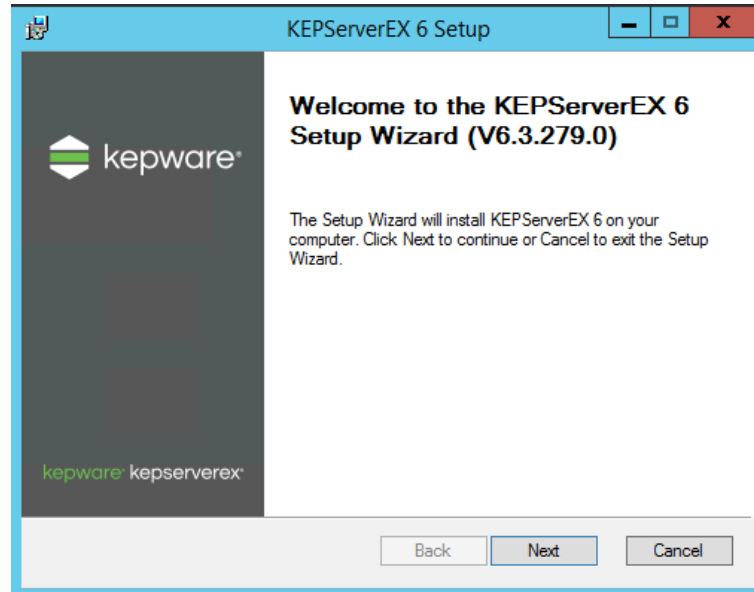 KEPServerEX 6 Setup
kepware®
Welcome to the KEPServerEX 6
Setup Wizard (V6.3.279.0)
The Setup Wizard will install KEPServerEX 6 on your
computer. Click Next to continue or Cancel to exit the Setup
Wizard.
kepware® kepserverex®
Back
Next
Cancel